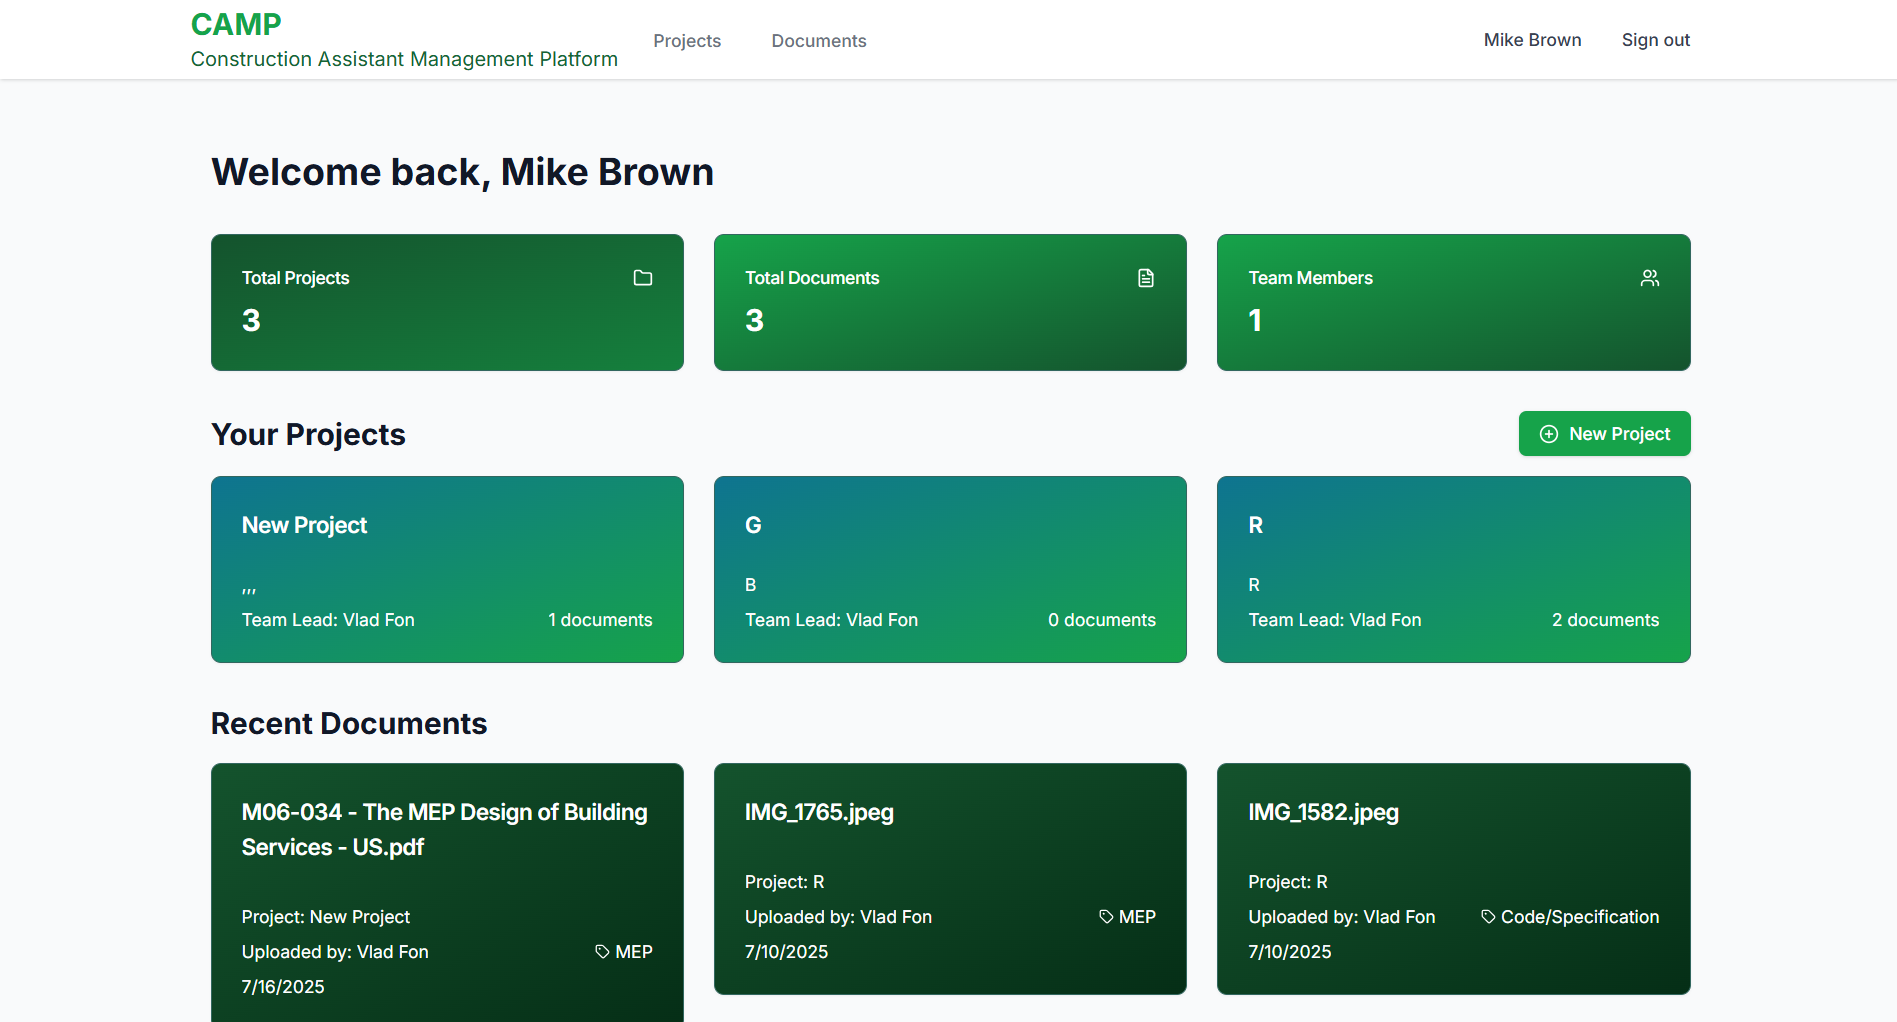 CAMP
Construction Assistant Management Platform
Projects
Documents
Mike Brown
Sign out
Welcome back, Mike Brown
Total Projects
3
Total Documents
3
Team Members
1
Your Projects
New Project
New Project
,,,
Team Lead: Vlad Fon
1 documents
G
B
Team Lead: Vlad Fon
0 documents
R
R
Team Lead: Vlad Fon
2 documents
Recent Documents
M06-034 - The MEP Design of Building
Services - US.pdf
Project: New Project
Uploaded by: Vlad Fon
MEP
7/16/2025
IMG_1765.jpeg
Project: R
Uploaded by: Vlad Fon
MEP
7/10/2025
IMG_1582.jpeg
Project: R
Uploaded by: Vlad Fon
Code/Specification
7/10/2025